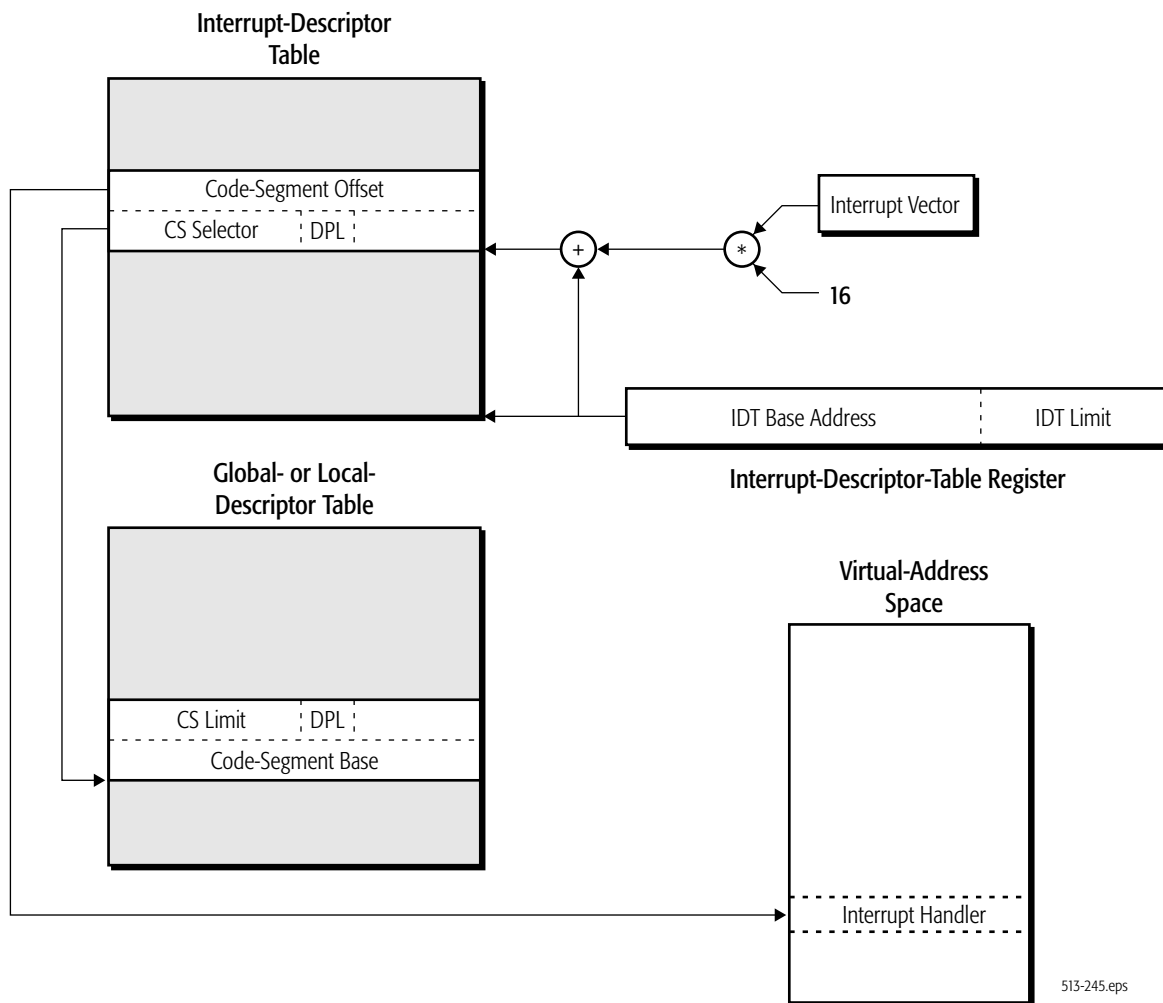 Interrupt-Descriptor
Table
Code-Segment Offset
CS Selector DPL
Interrupt Vector
+
*
16
IDT Base Address IDT Limit
Interrupt-Descriptor-Table Register
Global- or Local-
Descriptor Table
CS Limit DPL
Code-Segment Base
Virtual-Address
Space
Interrupt Handler
513-245.eps